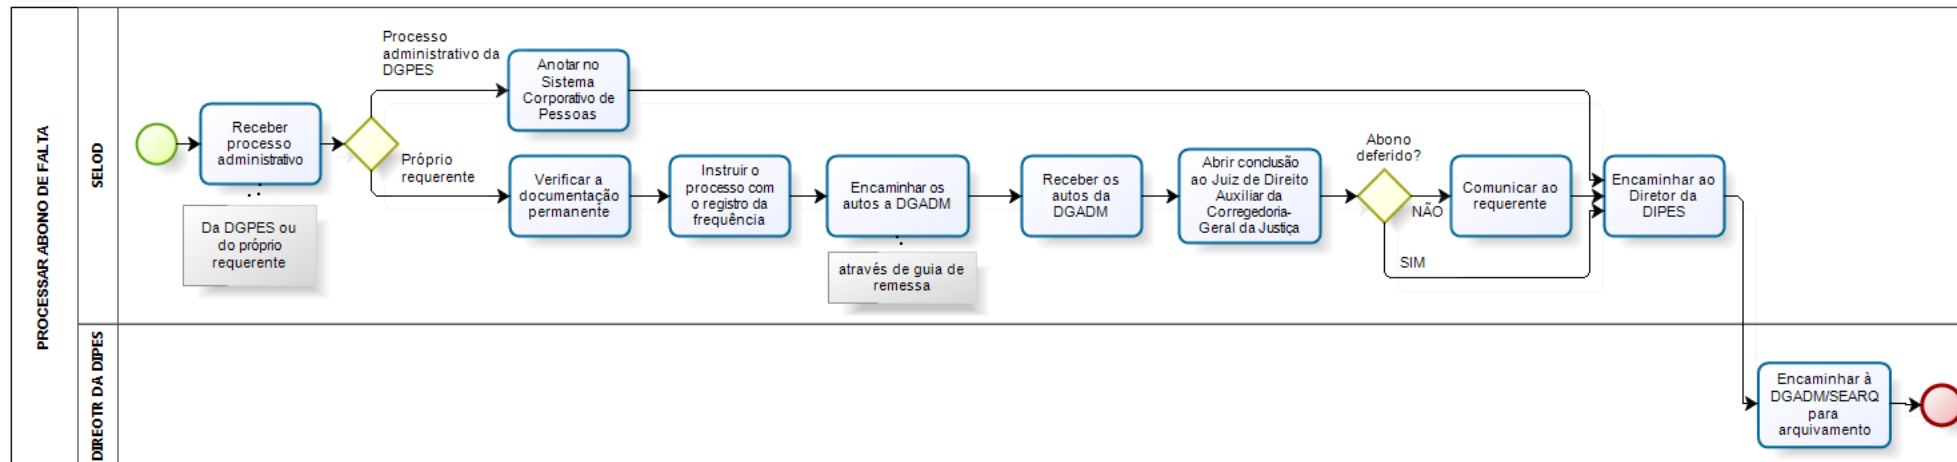 PROCESSAR ABONO DE FALTA
SELOD
Receber
processo
administrativo
Da DGPES ou
do próprio
requerente
Processo
administrativo da
DGPES
Anotar no
Sistema
Corporativo de
Pessoas
Próprio
requerente
Verificar a
documentação
permanente
Instruir o
processo com
o registro da
frequência
Encaminhar os
autos a DGADM
através de guia de
remessa
Receber os
autos da
DGADM
Abrir conclusão
ao Juiz de Direito
Auxiliar da
Corregedoria-
Geral da Justiça
Abono
deferido?
NÃO
SIM
Comunicar ao
requerente
Encaminhar ao
Diretor da
DIPES
DIREOTR DA DIPES
Encaminhar à
DGADM/SEARQ
para
arquivamento